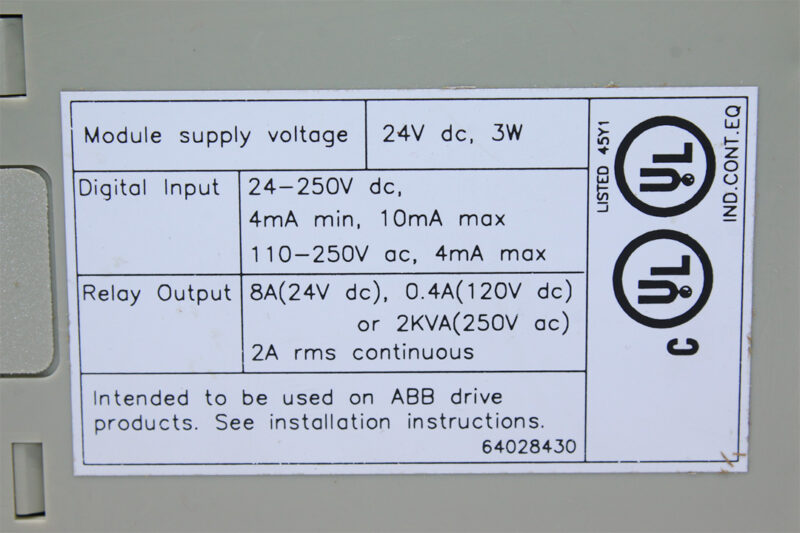 Module supply voltage 24V dc, 3W
Digital Input 24-250V dc,
4mA min, 10mA max
110-250V ac, 4mA max
Relay Output 8A(24V dc), 0.4A(120V dc)
or 2KVA(250V ac)
2A rms continuous
Intended to be used on ABB drive
products. See installation instructions.
64028430
LISTED 45Y1
UL
IND.CONT.EQ
C UL